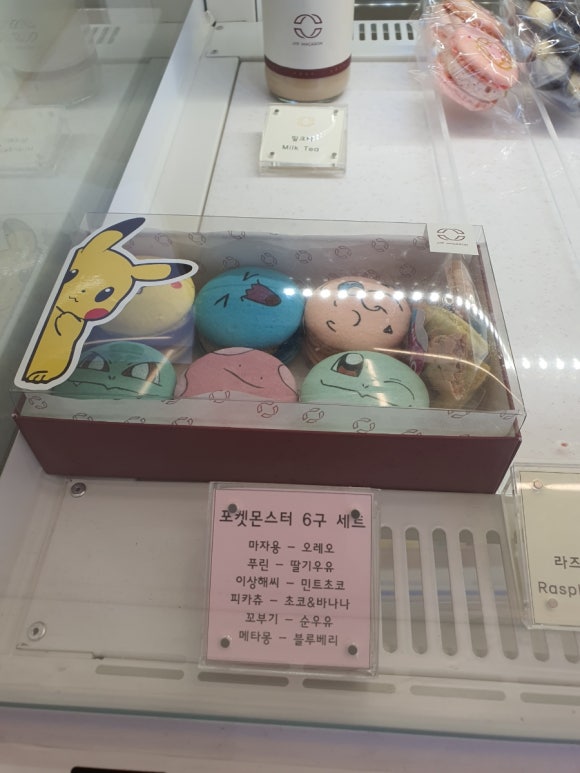 밀크티
Milk Tea
포켓몬스터 6구 세트
마자용 - 오레오
푸린 - 딸기우유
이상해씨 - 민트초코
피카츄 - 초코&바나나
꼬부기 - 순우유
메타몽 - 블루베리
라즈
Rasp